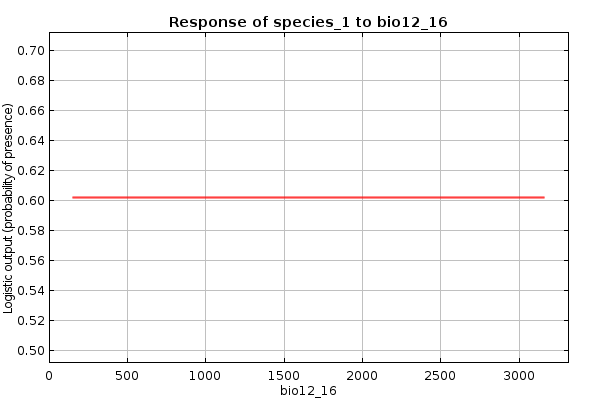 Response of species_1 to bio12_16
Logistic output (probability of presence)
0.70
0.68
0.66
0.64
0.62
0.60
0.58
0.56
0.54
0.52
0.50
0 500 1000 1500 2000 2500 3000
bio12_16